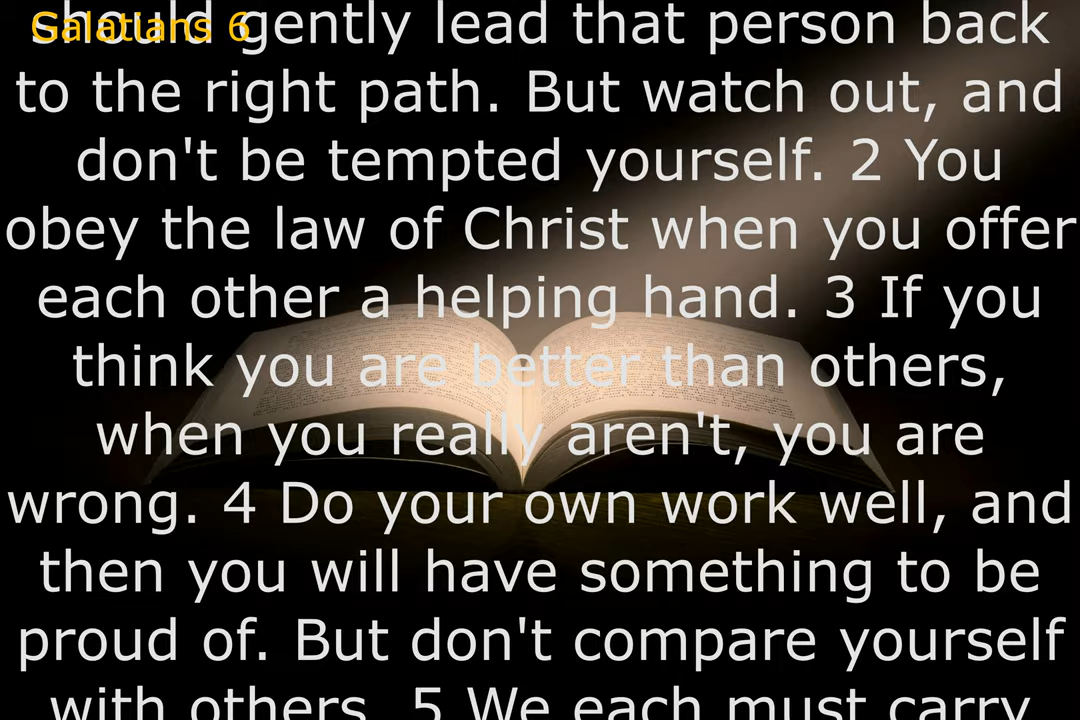 Galatians 6
should gently lead that person back
to the right path. But watch out, and
don't be tempted yourself. 2 You
obey the law of Christ when you offer
each other a helping hand. 3 If you
think you are better than others,
when you really aren't, you are
wrong. 4 Do your own work well, and
then you will have something to be
proud of. But don't compare yourself
with others. 5 We each must carry